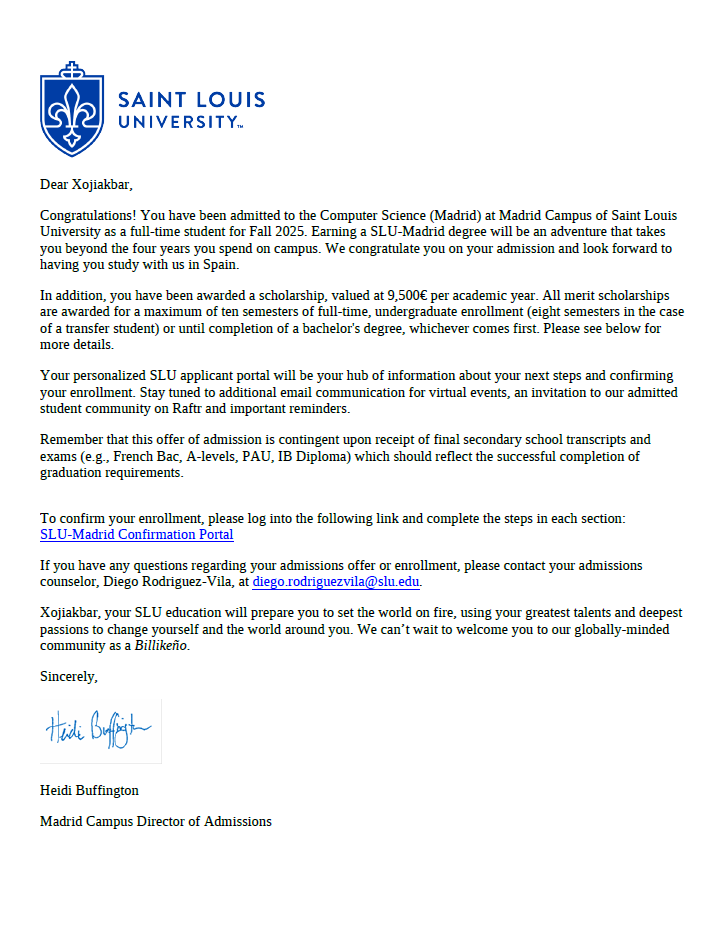 SAINT LOUIS
UNIVERSITY™
Dear Xojiakbar,
Congratulations! You have been admitted to the Computer Science (Madrid) at Madrid Campus of Saint Louis
University as a full-time student for Fall 2025. Earning a SLU-Madrid degree will be an adventure that takes
you beyond the four years you spend on campus. We congratulate you on your admission and look forward to
having you study with us in Spain.
In addition, you have been awarded a scholarship, valued at 9,500€ per academic year. All merit scholarships
are awarded for a maximum of ten semesters of full-time, undergraduate enrollment (eight semesters in the case
of a transfer student) or until completion of a bachelor's degree, whichever comes first. Please see below for
more details.
Your personalized SLU applicant portal will be your hub of information about your next steps and confirming
your enrollment. Stay tuned to additional email communication for virtual events, an invitation to our admitted
student community on Raftr and important reminders.
Remember that this offer of admission is contingent upon receipt of final secondary school transcripts and
exams (e.g., French Bac, A-levels, PAU, IB Diploma) which should reflect the successful completion of
graduation requirements.
To confirm your enrollment, please log into the following link and complete the steps in each section:
SLU-Madrid Confirmation Portal
If you have any questions regarding your admissions offer or enrollment, please contact your admissions
counselor, Diego Rodriguez-Vila, at diego.rodriguezvila@slu.edu.
Xojiakbar, your SLU education will prepare you to set the world on fire, using your greatest talents and deepest
passions to change yourself and the world around you. We can’t wait to welcome you to our globally-minded
community as a Billikeño.
Sincerely,
Heidi Buffington
Heidi Buffington
Madrid Campus Director of Admissions